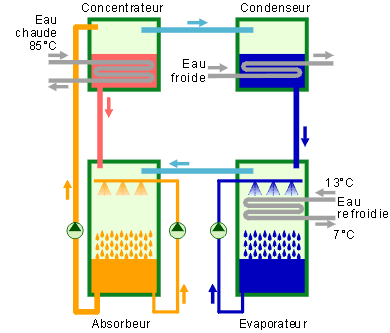 Concentrateur
Condenseur
Eau
chaude
85°C
Eau
froide
13°C
Eau
refroidie
7°C
Absorbeur
Evaporateur